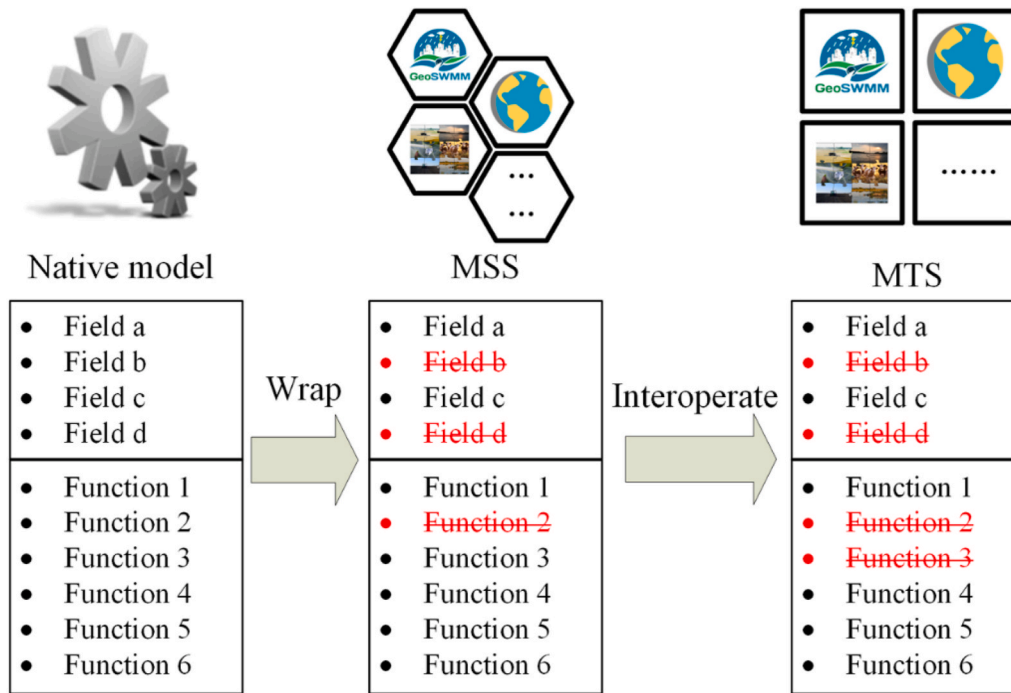 GeoSWMM
...
...
GeoSWMM
......
Native model
MSS
MTS
• Field a
• Field b
• Field c
• Field d
• Function 1
• Function 2
• Function 3
• Function 4
• Function 5
• Function 6
Wrap
• Field a
• Field b
• Field c
• Field d
• Function 1
• Function 2
• Function 3
• Function 4
• Function 5
• Function 6
Interoperate
• Field a
• Field b
• Field c
• Field d
• Function 1
• Function 2
• Function 3
• Function 4
• Function 5
• Function 6